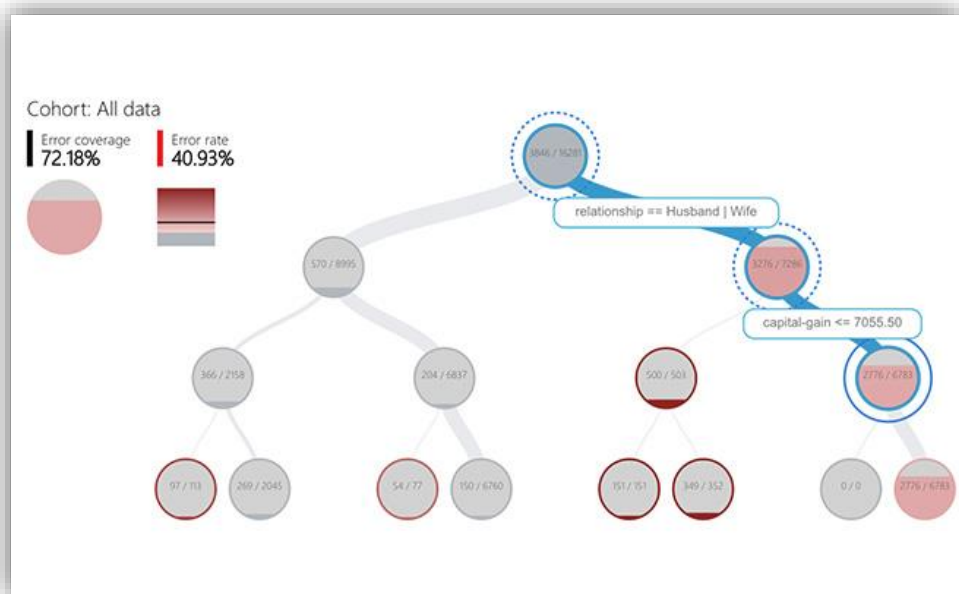 Cohort: All data
Error coverage
72.18%
Error rate
40.93%
3846 / 16281
relationship == Husband | Wife
570 / 8995
3276 / 7286
capital-gain <= 7055.50
366 / 2158
204 / 6837
500 / 503
2776 / 6783
97 / 113
269 / 2045
54 / 77
150 / 6760
151 / 151
349 / 352
0 / 0
2776 / 6783